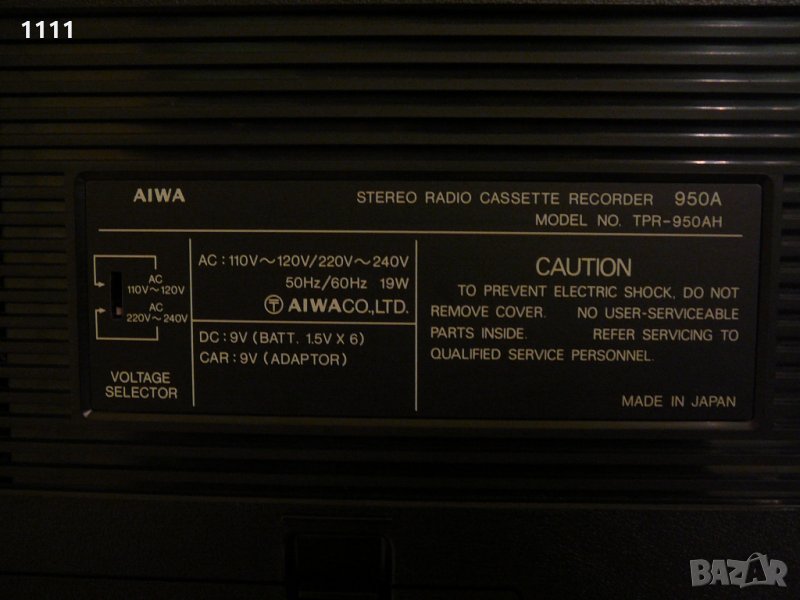 1111
AIWA
STEREO RADIO CASSETTE RECORDER 950A
MODEL NO. TPR-950AH
AC
110V～120V
AC
220V～240V
VOLTAGE
SELECTOR
AC : 110V～120V/220V～240V
50Hz/60Hz 19W
T AIWA CO.,LTD.
DC : 9V (BATT. 1.5V X 6)
CAR : 9V (ADAPTOR)
CAUTION
TO PREVENT ELECTRIC SHOCK, DO NOT
REMOVE COVER. NO USER-SERVICEABLE
PARTS INSIDE. REFER SERVICING TO
QUALIFIED SERVICE PERSONNEL.
MADE IN JAPAN
BAZAR